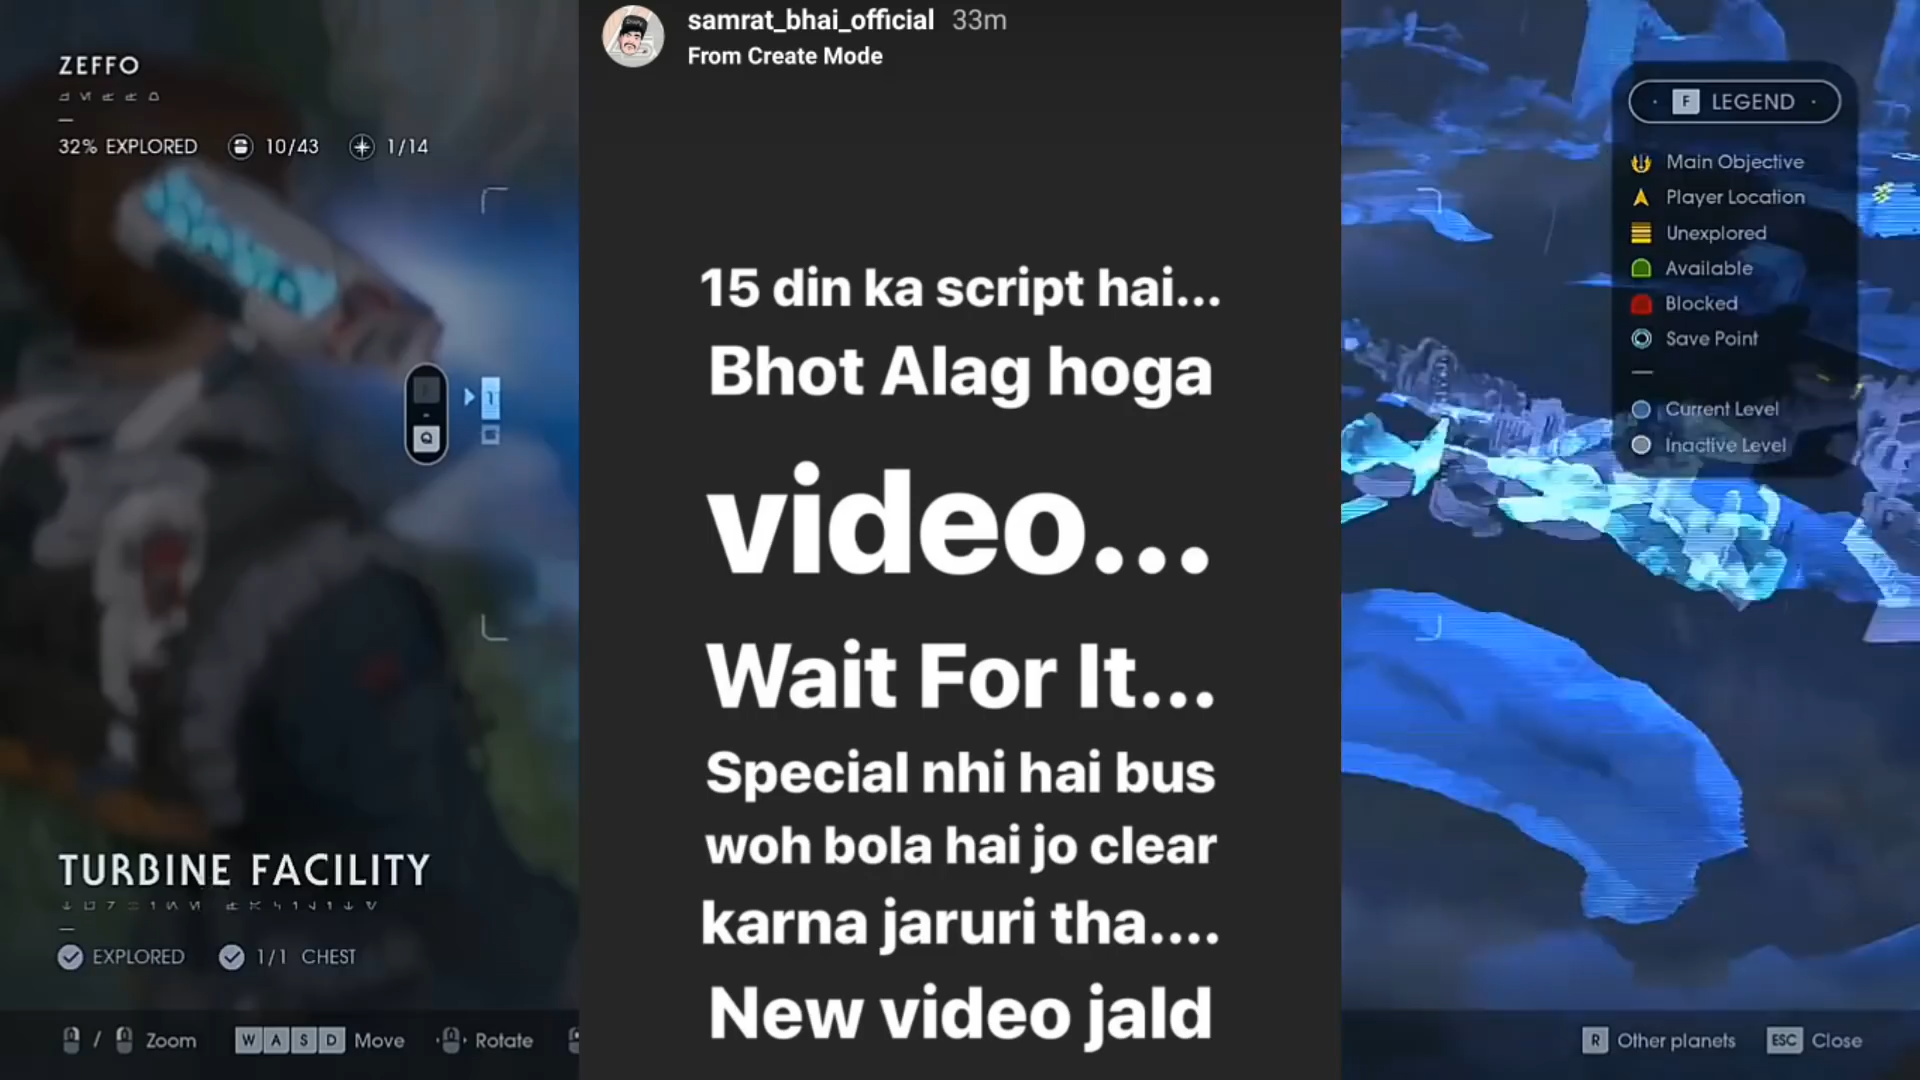 ZEFFO
32% EXPLORED 10/43 1/14
Q
TURBINE FACILITY
EXPLORED 1/1 CHEST
/ Zoom W A S D Move Rotate
samrat_bhai_official 33m
From Create Mode
15 din ka script hai...
Bhot Alag hoga
video...
Wait For It...
Special nhi hai bus
woh bola hai jo clear
karna jaruri tha....
New video jald
F LEGEND
Main Objective
Player Location
Unexplored
Available
Blocked
Save Point
Current Level
Inactive Level
R Other planets ESC Close